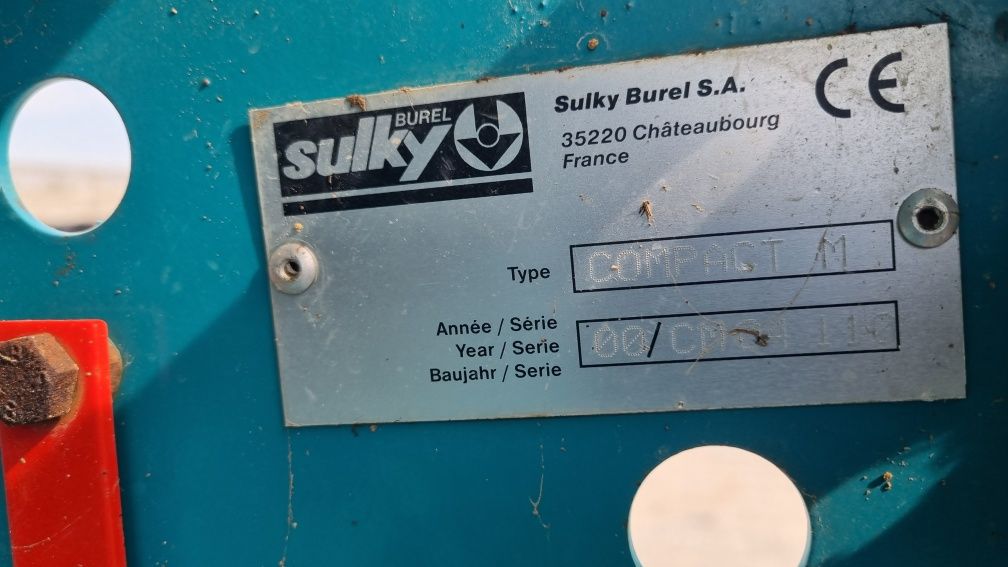 BUREL
sulky
Sulky Burel S.A.
35220 Châteaubourg
France
CE
Type COMPACT M
Année / Série
Year / Serie 00/
Baujahr / Serie